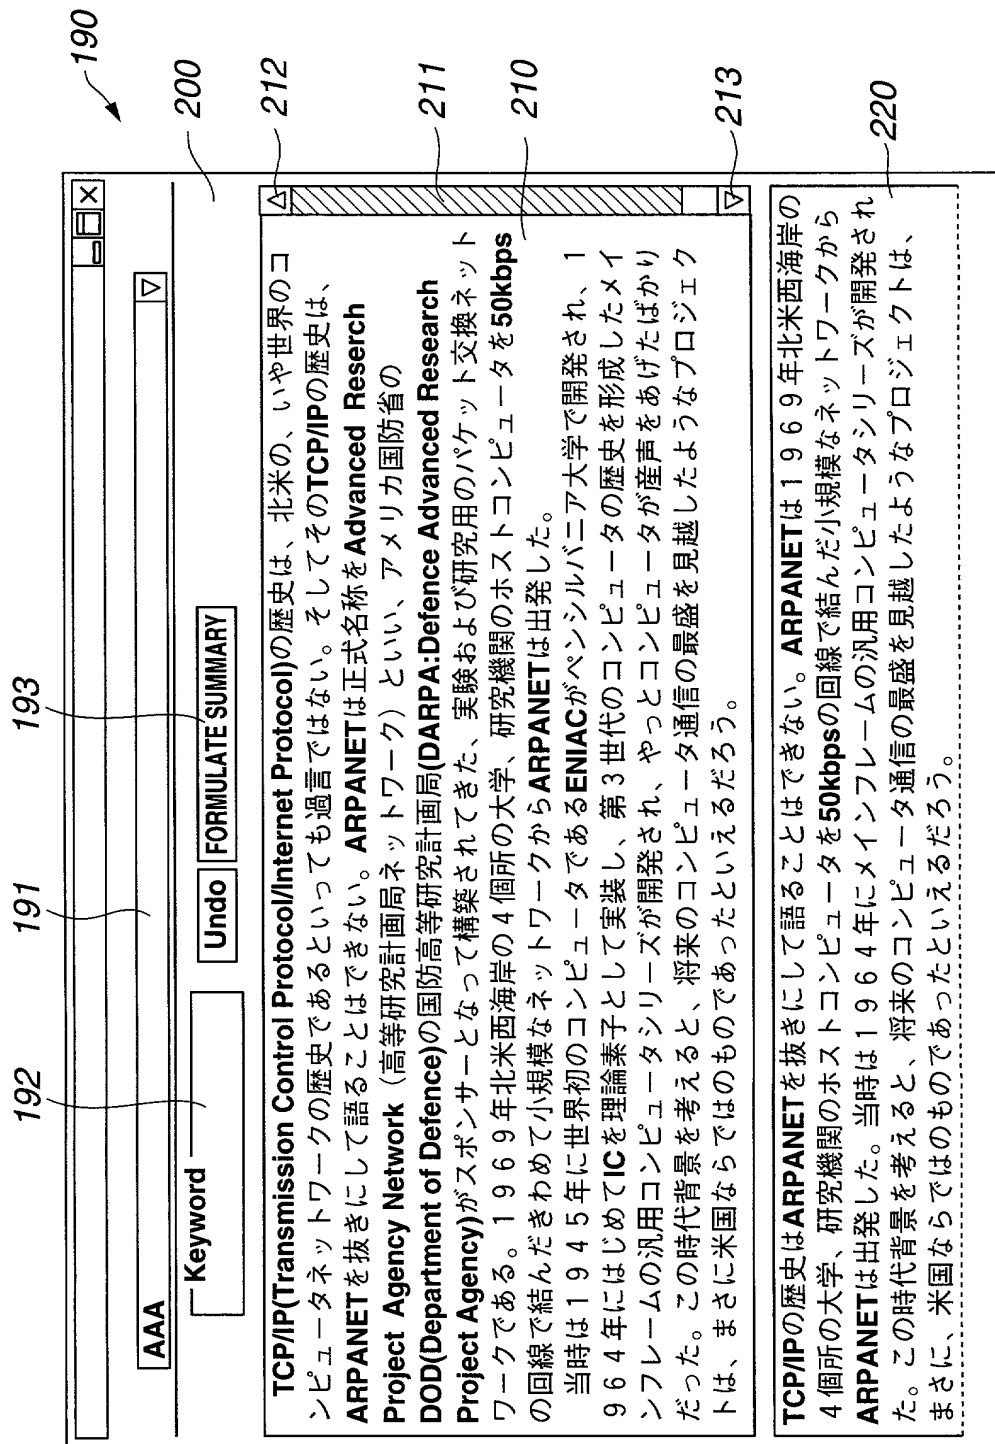 190
193
191
192
200
212
211
210
213
220
AAA
Keyword
Undo
FORMULATE SUMMARY
TCP/IP(Transmission Control Protocol/Internet Protocol)の歴史は、北米の、いや世界のコ
ンピュータネットワークの歴史であるといっても過言ではない。そしてそのTCP/IPの歴史は、
ARPANETを抜きにして語ることはできない。ARPANETは正式名称をAdvanced Reserch
Project Agency Network（高等研究計画局ネットワーク）といい、アメリカ国防省の
DOD(Department of Defence)の国防高等研究計画局(DARPA:Defence Advanced Research
Project Agency)がスポンサーとなって構築されてきた、実験および研究用のパケット交換ネット
ワークである。1969年北米西海岸の4個所の大学、研究機関のホストコンピュータを50kbps
の回線で結んだきわめて小規模なネットワークからARPANETは出発した。
当時は1945年に世界初のコンピュータであるENIACがペンシルバニア大学で開発され、1
964年にはじめてICを理論素子として実装し、第3世代のコンピュータの歴史を形成したメイ
ンフレームの汎用コンピュータシリーズが開発され、やっとコンピュータが産声をあげたばかり
だった。この時代背景を考えると、将来のコンピュータ通信の最盛を見越したようなプロジェク
トは、まさに米国ならではのものであったといえるだろう。
TCP/IPの歴史はARPANETを抜きにして語ることはできない。ARPANETは1969年北米西海岸の
4個所の大学、研究機関のホストコンピュータを50kbpsの回線で結んだ小規模なネットワークから
ARPANETは出発した。当時は1964年にメインフレームの汎用コンピュータシリーズが開発され
た。この時代背景を考えると、将来のコンピュータ通信の最盛を見越したようなプロジェクトは、
まさに、米国ならではのものであったといえるだろう。